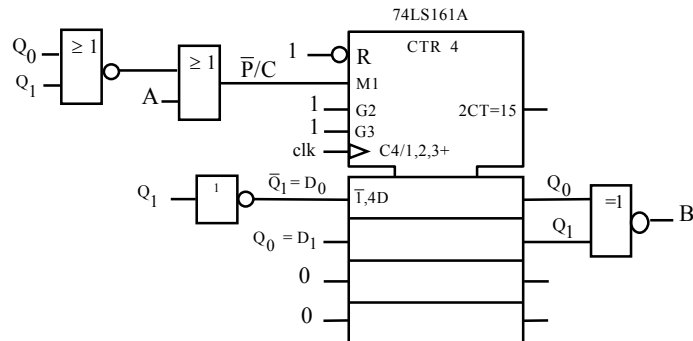 74LS161A
Q0
Q1
≥ 1
A
≥ 1
P̅/C
1
R
CTR 4
M1
1
G2
1
G3
2CT=15
clk
C4/1,2,3+
Q1
1
Q̅1 = D0
1̅,4D
Q0
Q0 = D1
Q1
=1
B
0
0